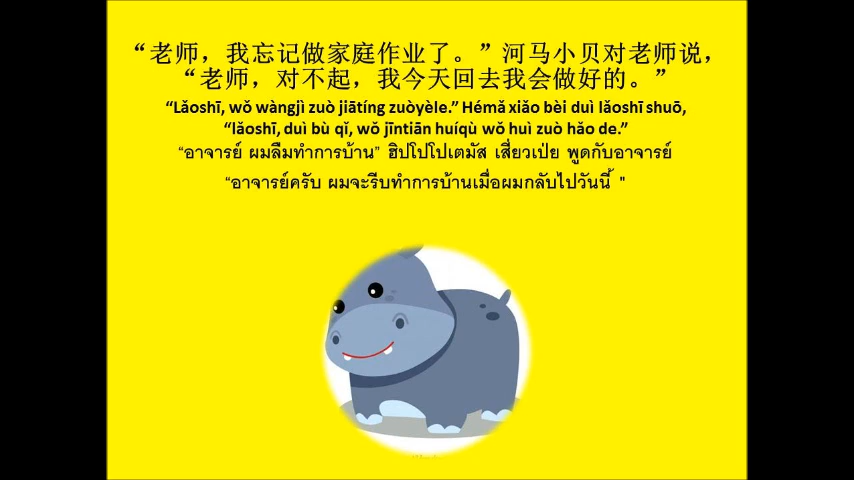 “老师，我忘记做家庭作业了。”河马小贝对老师说，
“老师，对不起，我今天回去我会做好的。”
“Lǎoshī, wǒ wàngjì zuò jiātíng zuòyèle.” Hémǎ xiǎo bèi duì lǎoshī shuō,
“lǎoshī, duì bù qǐ, wǒ jīntiān huíqù wǒ huì zuò hǎo de.”
“อาจารย์ ผมลืมทำการบ้าน” ฮิปโปโปเตมัส เสี่ยวเป่ย พูดกับอาจารย์
“อาจารย์ครับ ผมจะรีบทำการบ้านเมื่อผมกลับไปวันนี้ "